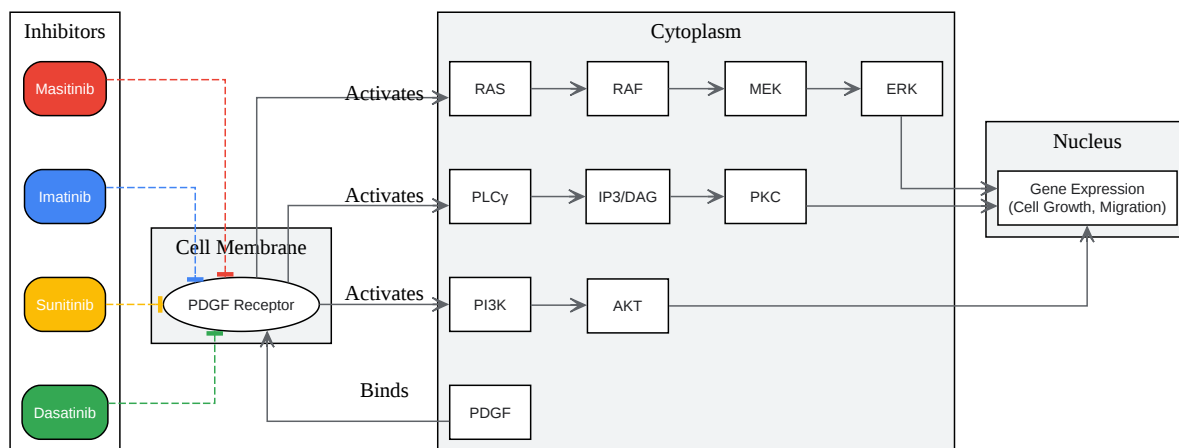 Inhibitors
Masitinib
Imatinib
Sunitinib
Dasatinib
Cell Membrane
PDGF Receptor
Activates
Activates
Activates
Binds
Cytoplasm
RAS
RAF
MEK
ERK
PLCγ
IP3/DAG
PKC
PI3K
AKT
PDGF
Nucleus
Gene Expression
(Cell Growth, Migration)